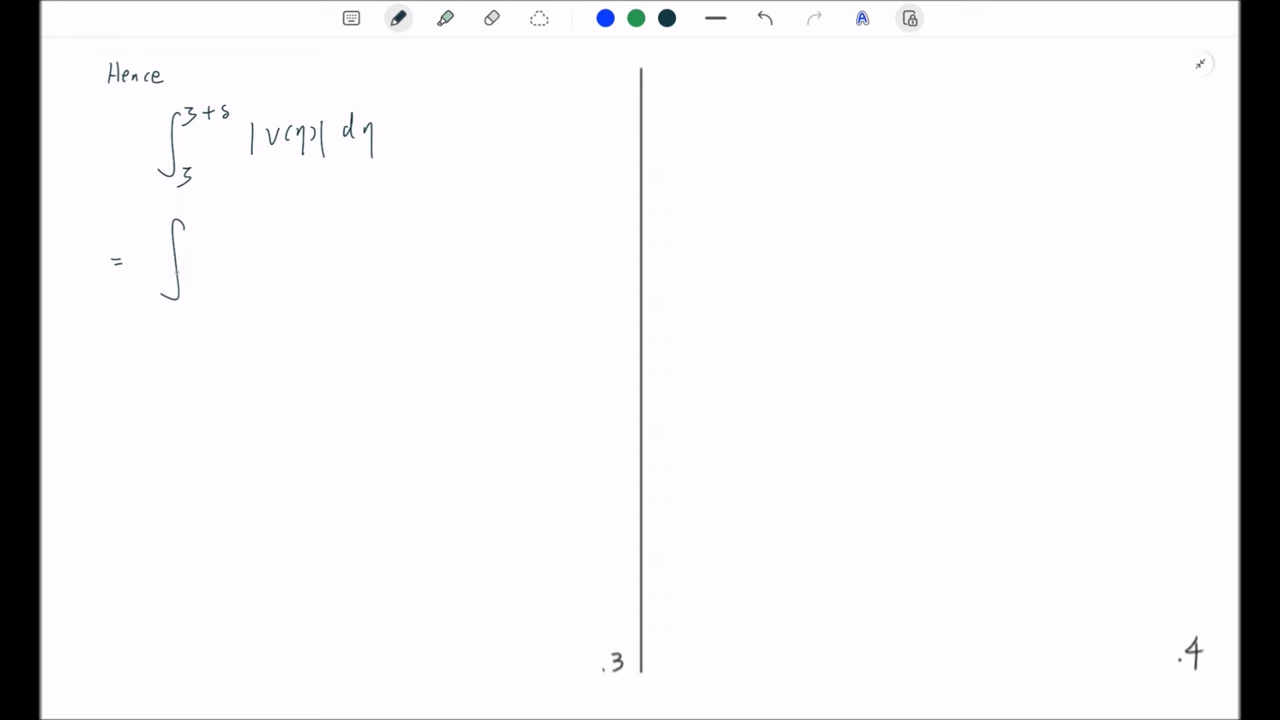 Hence
∫_3^{3+δ} |v(η)| dη
= ∫
.3
.4